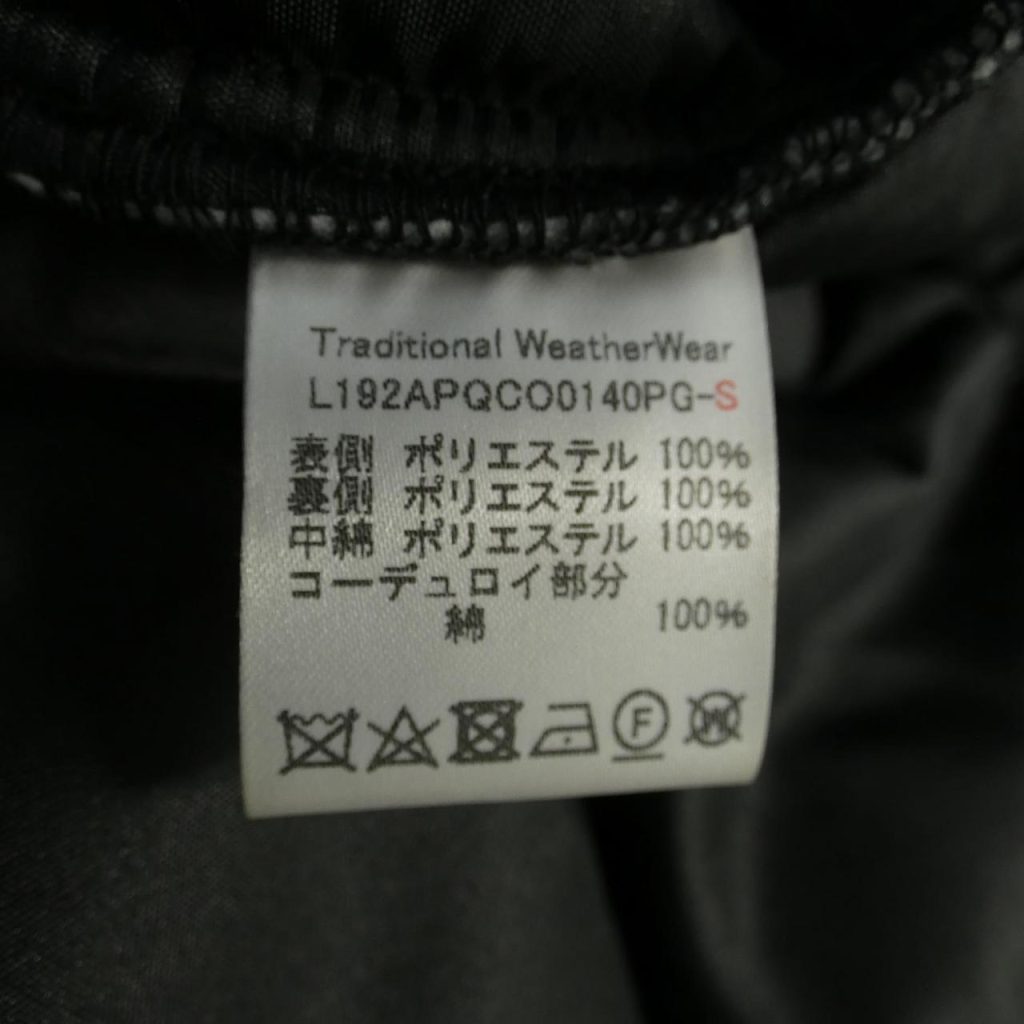 Traditional WeatherWear
L192APQCO0140PG-S
表側 ポリエステル 100%
裏側 ポリエステル 100%
中綿 ポリエステル 100%
コーデュロイ部分
綿 100%
F W